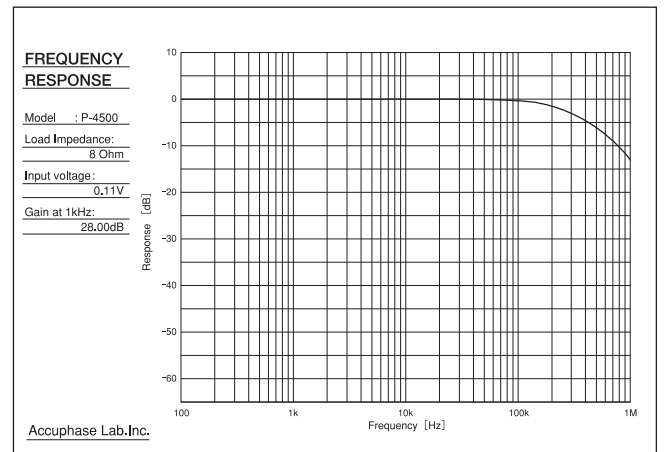 FREQUENCY
RESPONSE
Model : P-4500
Load Impedance:
8 Ohm
Input voltage:
0.11V
Gain at 1kHz:
28.00dB
Accuphase Lab.Inc.
Response [dB]
10
0
−10
−20
−30
−40
−50
−60
100 1k 10k 100k 1M
Frequency [Hz]